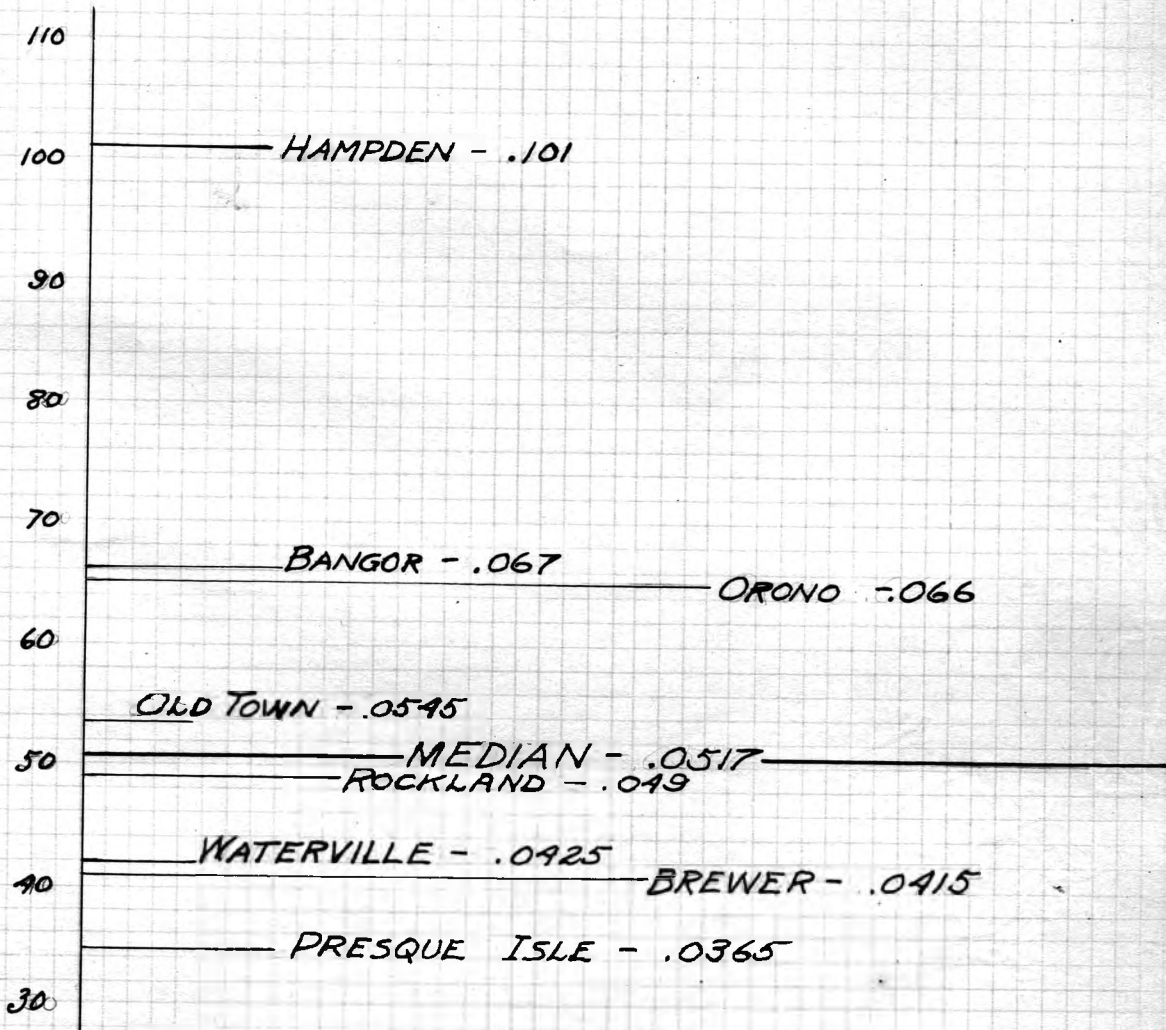 110
100 HAMPDEN - .101
90
80
70
BANGOR - .067
ORONO - .066
60
OLD TOWN - .0545
50 MEDIAN - .0517
ROCKLAND - .049
WATERVILLE - .0425
40 BREWER - .0415
PRESQUE ISLE - .0365
30